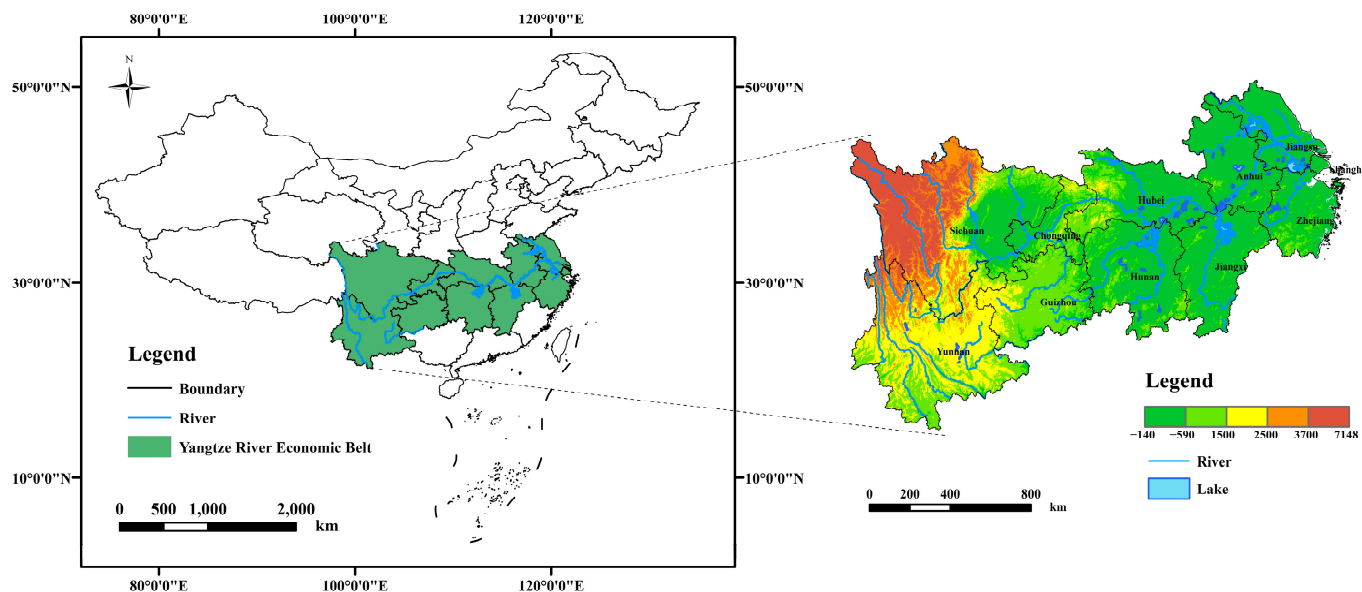 80°0'0"E 100°0'0"E 120°0'0"E
N
50°0'0"N
30°0'0"N
10°0'0"N
50°0'0"N
30°0'0"N
10°0'0"N
Legend
Boundary
River
Yangtze River Economic Belt
0 500 1,000 2,000
km
80°0'0"E 100°0'0"E 120°0'0"E
Jiangsu
Anhui
Shangh
Hubei
Zhejiang
Sichuan
Chongqing
Jiangxi
Hunan
Guizhou
Yunnan
Legend
−140 −590 1500 2500 3700 7148
River
Lake
0 200 400 800
km